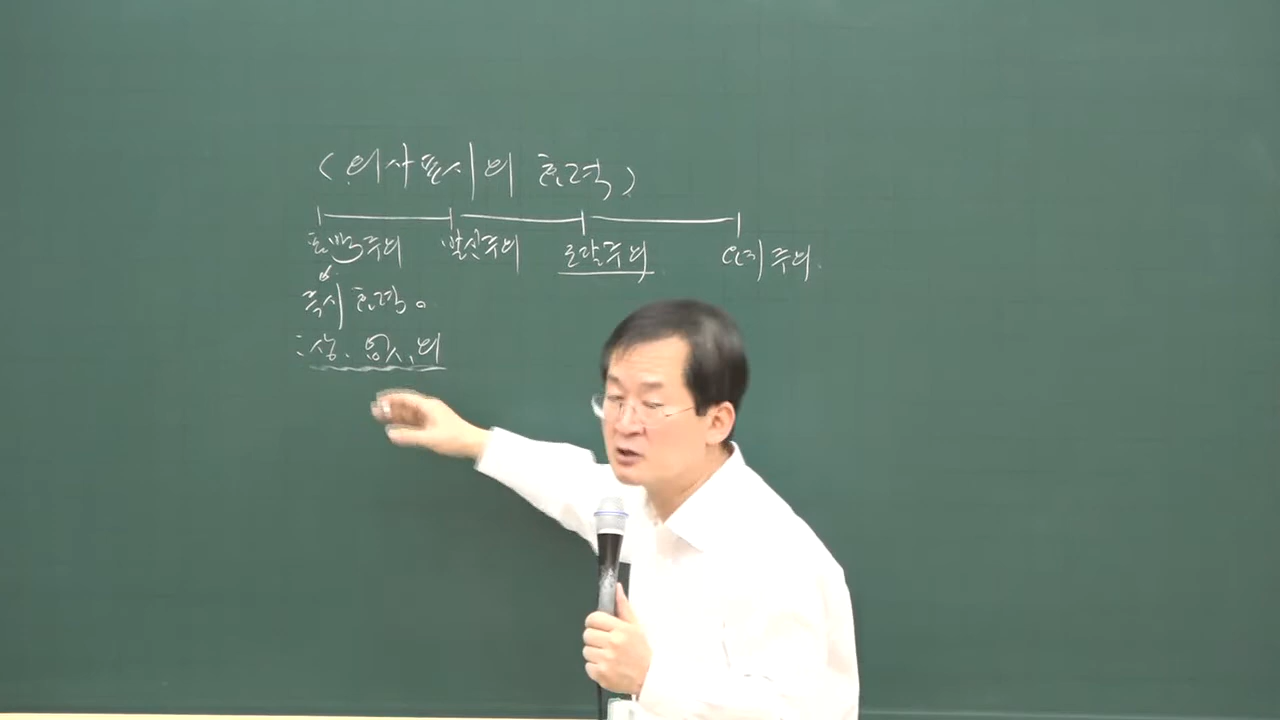 (의사표시의 효력)
표백주의 발신주의 도달주의 요지주의.
즉시 효력。